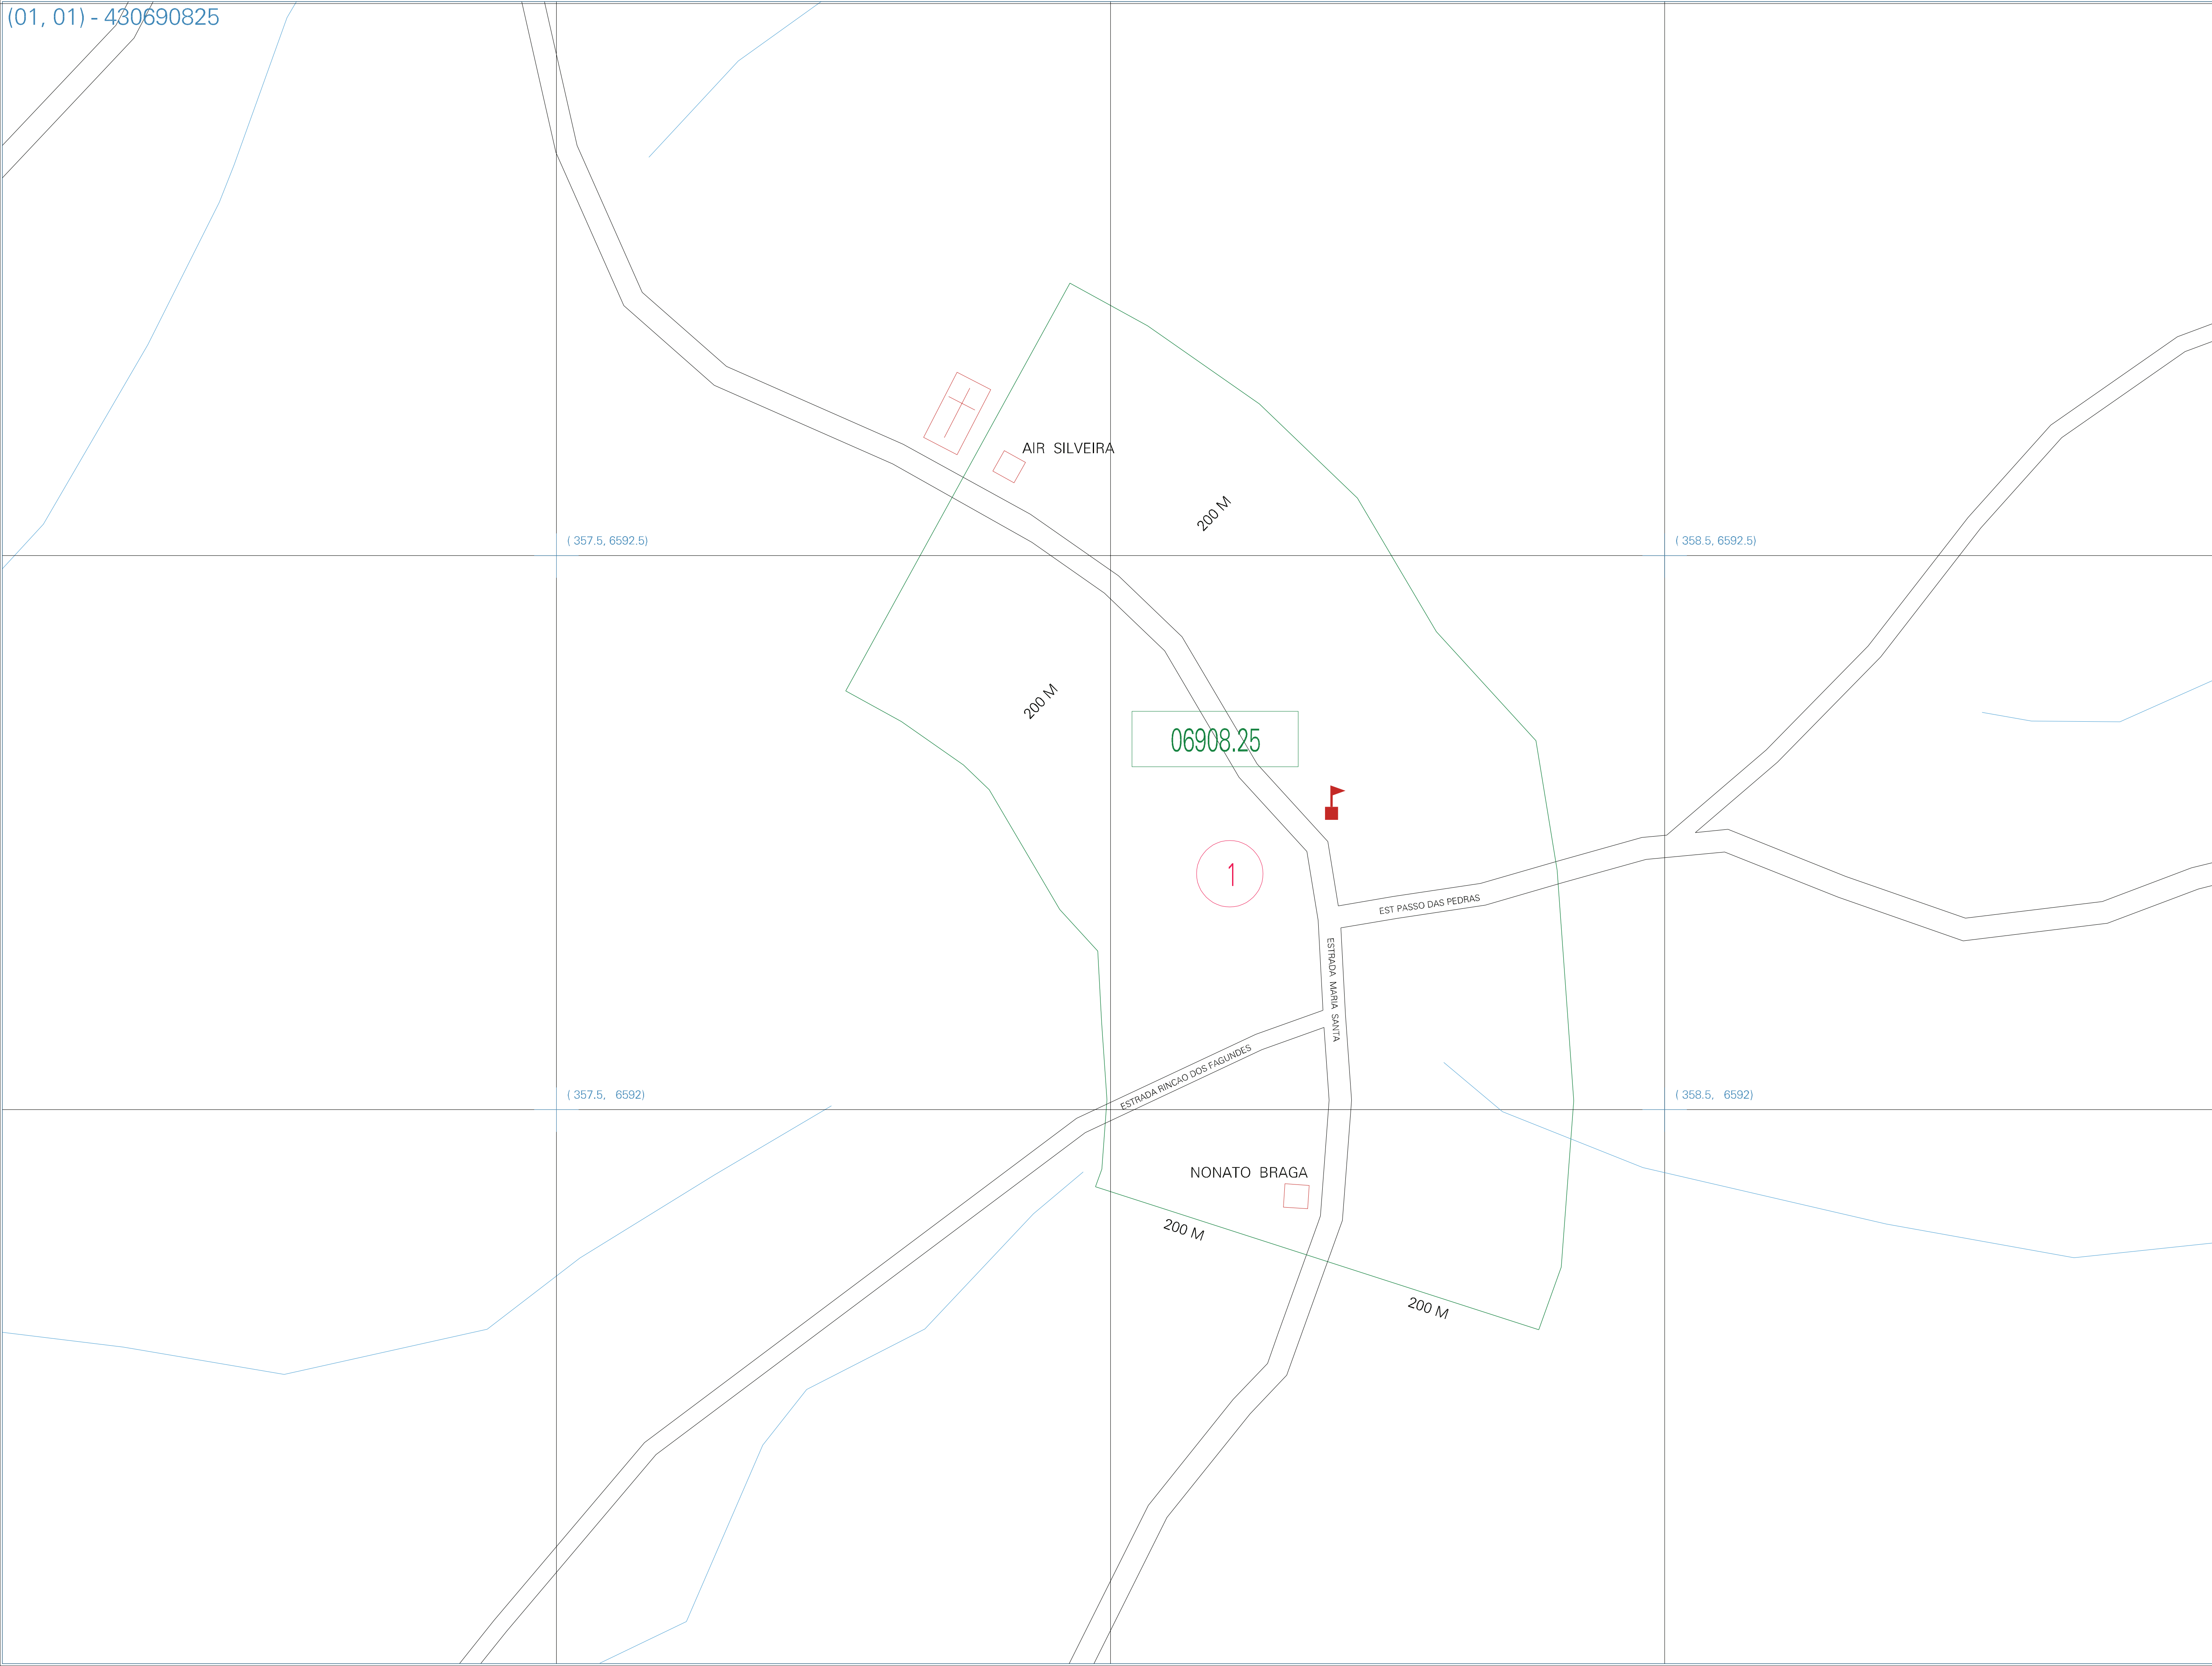 (01, 01) - 430690825
AIR SILVEIRA
200 M
( 357.5, 6592.5)
( 358.5, 6592.5)
200 M
06908.25
1
EST PASSO DAS PEDRAS
ESTRADA MARIA SANTA
ESTRADA RINCAO DOS FAGUNDES
( 357.5, 6592)
( 358.5, 6592)
NONATO BRAGA
200 M
200 M